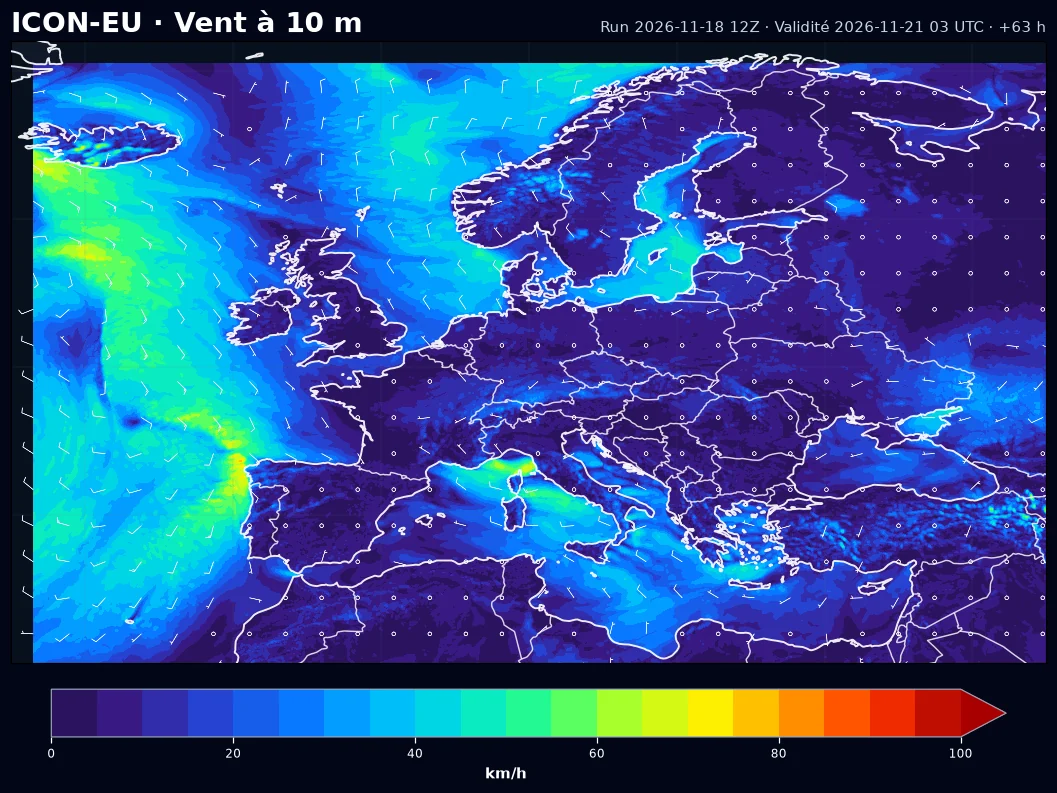 ICON-EU · Vent à 10 m
Run 2026-11-18 12Z · Validité 2026-11-21 03 UTC · +63 h
0 20 40 60 80 100
km/h